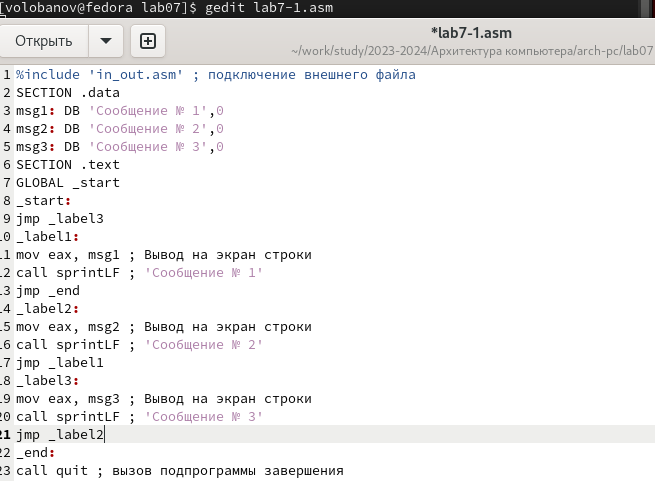 [volobanov@fedora lab07]$ gedit lab7-1.asm
Открыть
*lab7-1.asm
~/work/study/2023-2024/Архитектура компьютера/arch-pc/lab07
1 %include 'in_out.asm' ; подключение внешнего файла
2 SECTION .data
3 msg1: DB 'Сообщение № 1',0
4 msg2: DB 'Сообщение № 2',0
5 msg3: DB 'Сообщение № 3',0
6 SECTION .text
7 GLOBAL _start
8 _start:
9 jmp _label3
10 _label1:
11 mov eax, msg1 ; Вывод на экран строки
12 call sprintLF ; 'Сообщение № 1'
13 jmp _end
14 _label2:
15 mov eax, msg2 ; Вывод на экран строки
16 call sprintLF ; 'Сообщение № 2'
17 jmp _label1
18 _label3:
19 mov eax, msg3 ; Вывод на экран строки
20 call sprintLF ; 'Сообщение № 3'
21 jmp _label2
22 _end:
23 call quit ; вызов подпрограммы завершения